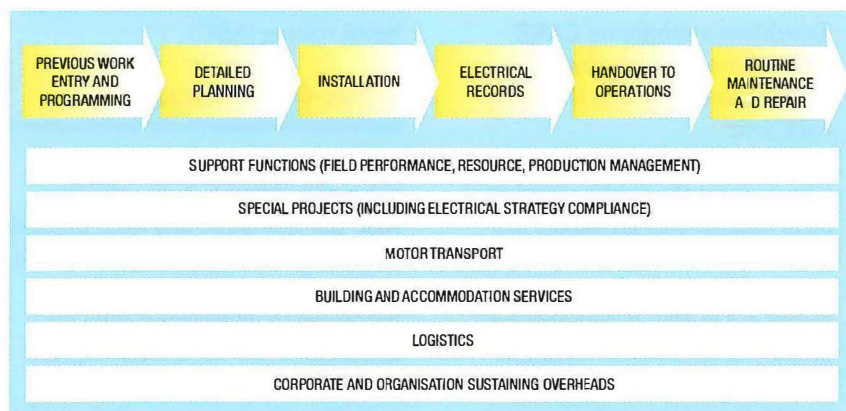 PREVIOUS WORK
ENTRY AND
PROGRAMMING
DETAILED
PLANNING
INSTALLATION
ELECTRICAL
RECORDS
HANDOVER TO
OPERATIONS
ROUTINE
MAINTENANCE
A D REPAIR
SUPPORT FUNCTIONS (FIELD PERFORMANCE, RESOURCE, PRODUCTION MANAGEMENT)
SPECIAL PROJECTS (INCLUDING ELECTRICAL STRATEGY COMPLIANCE)
MOTOR TRANSPORT
BUILDING AND ACCOMMODATION SERVICES
LOGISTICS
CORPORATE AND ORGANISATION SUSTAINING OVERHEADS